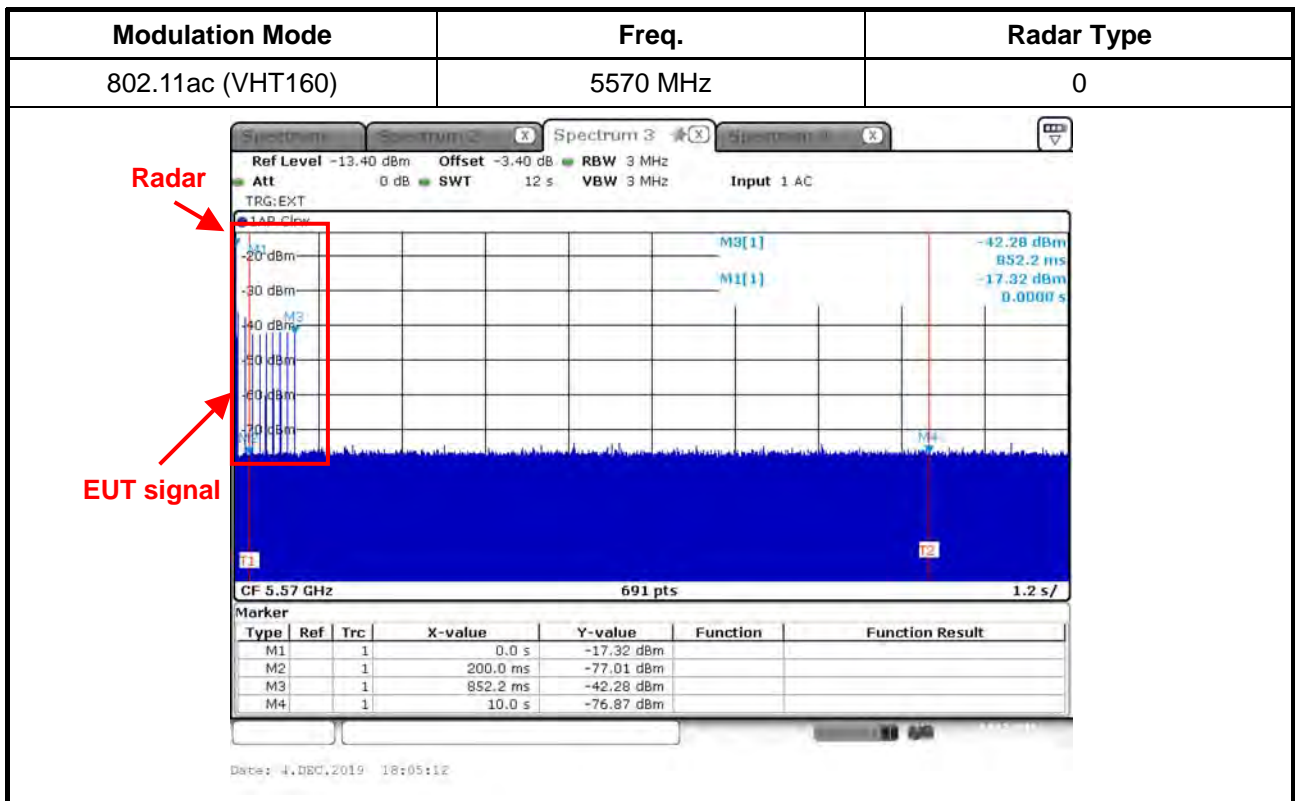 Modulation Mode Freq. Radar Type
802.11ac (VHT160) 5570 MHz 0
Spectrum 3
Ref Level -13.40 dBm Offset -3.40 dB RBW 3 MHz
Att 0 dB SWT 12 s VBW 3 MHz Input 1 AC
TRG:EXT
Radar
EUT signal
M1
M3[1] -42.28 dBm
852.2 ms
M1[1] -17.32 dBm
0.0000 s
-20 dBm
-30 dBm
-40 dBm
M3
-50 dBm
-60 dBm
-70 dBm
M2
M4
T1
T2
CF 5.57 GHz 691 pts 1.2 s/
Marker
Type Ref Trc X-value Y-value Function Function Result
M1 1 0.0 s -17.32 dBm
M2 1 200.0 ms -77.01 dBm
M3 1 852.2 ms -42.28 dBm
M4 1 10.0 s -76.87 dBm
Date: 4.DEC.2019 18:05:12